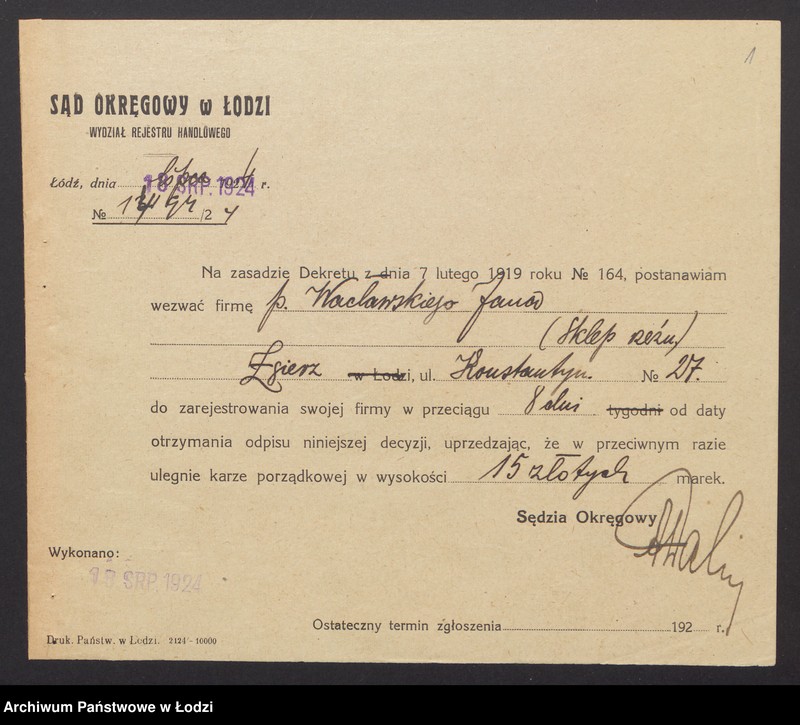 1
SĄD OKRĘGOWY w ŁODZI
WYDZIAŁ REJESTRU HANDLOWEGO
Łódź, dnia 18 SRP. 1924 r.
№ /2 4
Na zasadzie Dekretu z dnia 7 lutego 1919 roku № 164, postanawiam
wezwać firmę p. Wacławskiego Jana
(Sklep rzeźn)
Zgierz w Łodzi, ul. Konstantyn. № 27.
do zarejestrowania swojej firmy w przeciągu 8 dni tygodni od daty
otrzymania odpisu niniejszej decyzji, uprzedzając, że w przeciwnym razie
ulegnie karze porządkowej w wysokości 15 złotych marek.
Sędzia Okręgowy
Wykonano:
SRP. 1924
Ostateczny termin zgłoszenia 192 r.
Druk. Państw. w Łodzi. 2124 - 10000
Archiwum Państwowe w Łodzi